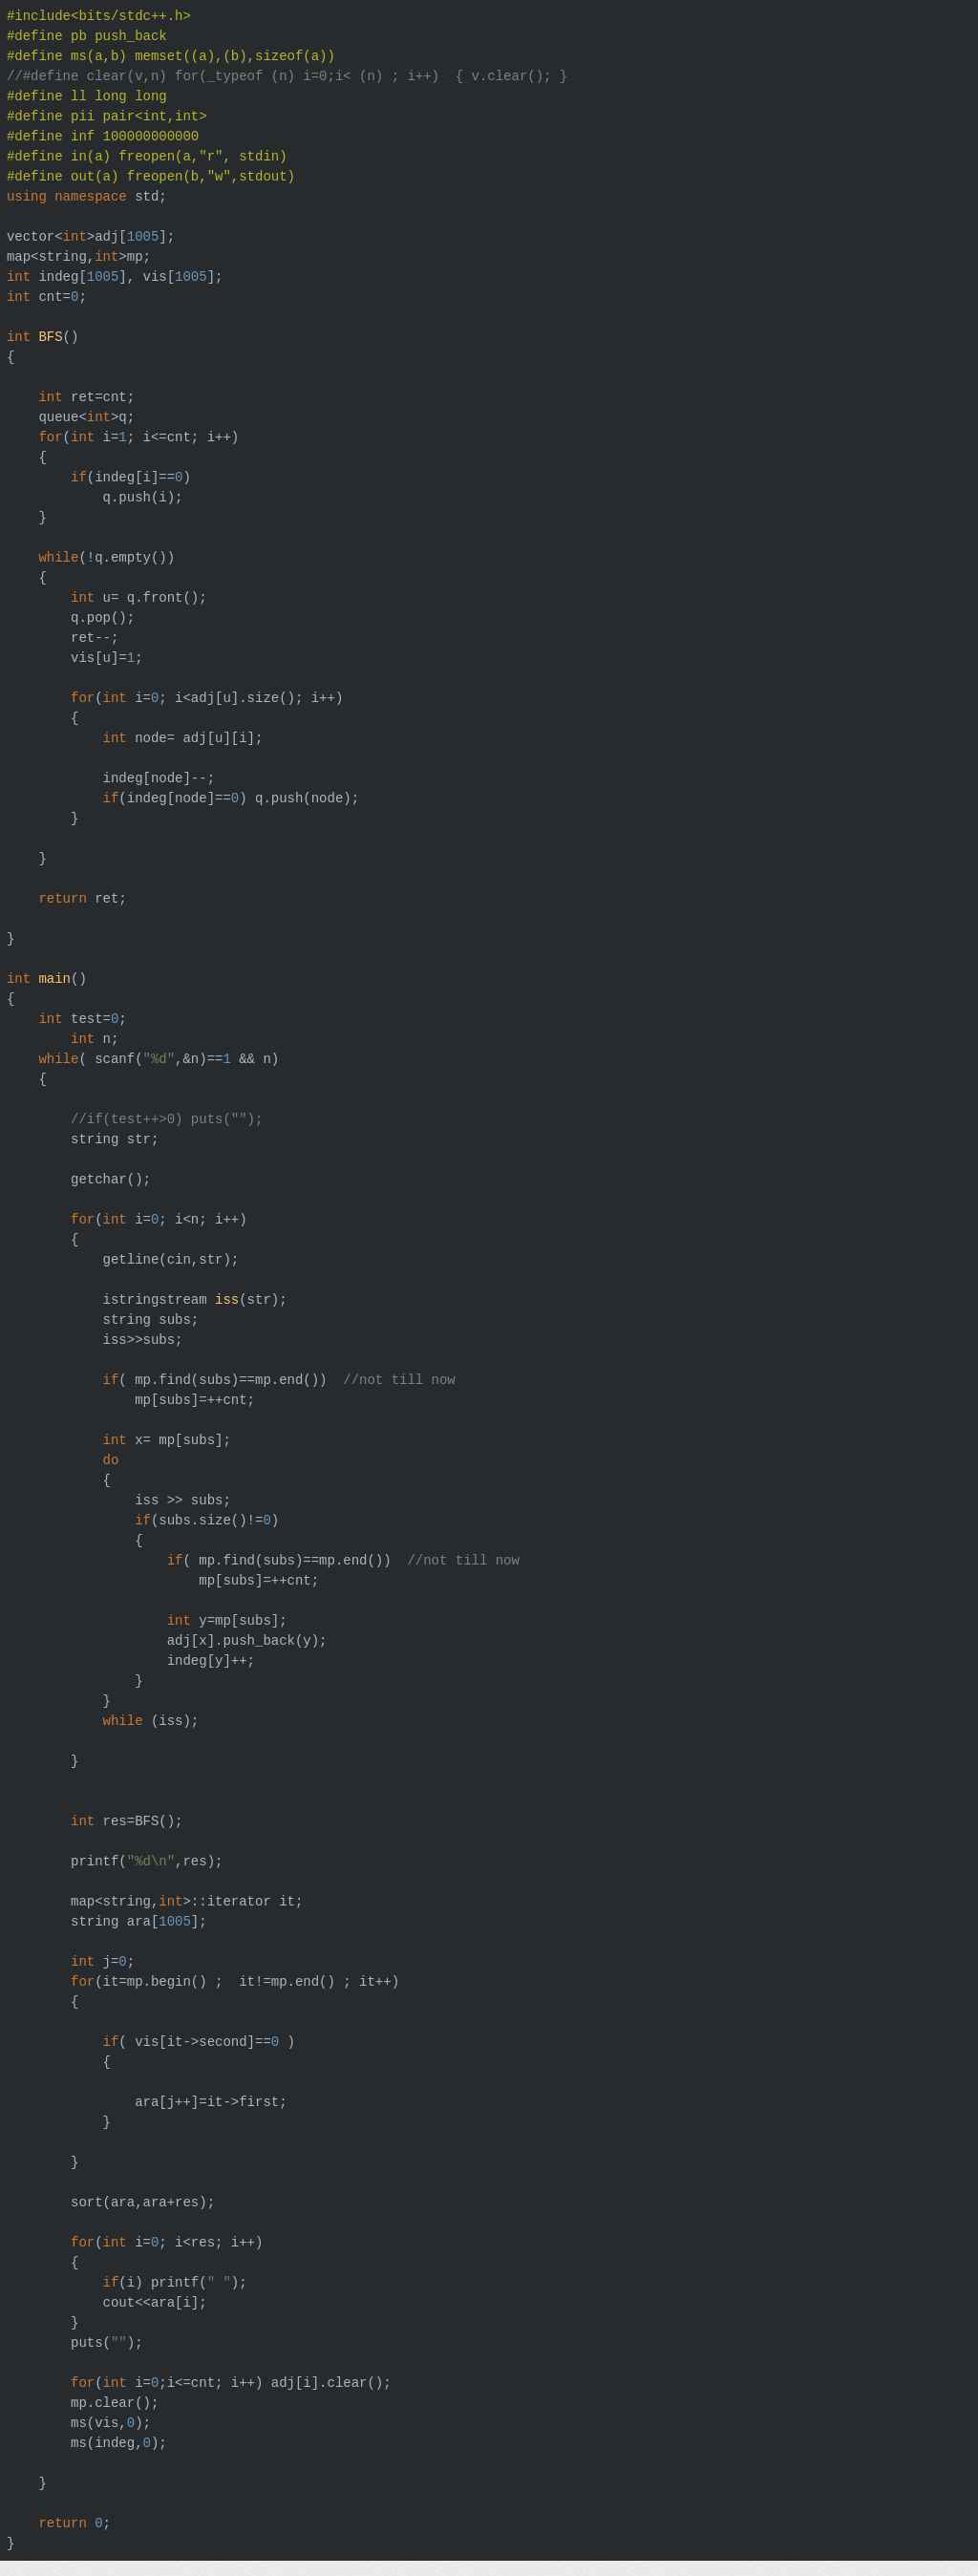 #include<bits/stdc++.h>
#define pb push_back
#define ms(a,b) memset((a),(b),sizeof(a))
//#define clear(v,n) for(_typeof (n) i=0;i< (n) ; i++)  { v.clear(); }
#define ll long long
#define pii pair<int,int>
#define inf 100000000000
#define in(a) freopen(a,"r", stdin)
#define out(a) freopen(b,"w",stdout)
using namespace std;

vector<int>adj[1005];
map<string,int>mp;
int indeg[1005], vis[1005];
int cnt=0;

int BFS()
{

    int ret=cnt;
    queue<int>q;
    for(int i=1; i<=cnt; i++)
    {
        if(indeg[i]==0)
            q.push(i);
    }

    while(!q.empty())
    {
        int u= q.front();
        q.pop();
        ret--;
        vis[u]=1;

        for(int i=0; i<adj[u].size(); i++)
        {
            int node= adj[u][i];

            indeg[node]--;
            if(indeg[node]==0) q.push(node);
        }

    }

    return ret;

}

int main()
{
    int test=0;
        int n;
    while( scanf("%d",&n)==1 && n)
    {

        //if(test++>0) puts("");
        string str;

        getchar();

        for(int i=0; i<n; i++)
        {
            getline(cin,str);

            istringstream iss(str);
            string subs;
            iss>>subs;

            if( mp.find(subs)==mp.end())  //not till now
                mp[subs]=++cnt;

            int x= mp[subs];
            do
            {
                iss >> subs;
                if(subs.size()!=0)
                {
                    if( mp.find(subs)==mp.end())  //not till now
                        mp[subs]=++cnt;

                    int y=mp[subs];
                    adj[x].push_back(y);
                    indeg[y]++;
                }
            }
            while (iss);

        }


        int res=BFS();

        printf("%d\n",res);

        map<string,int>::iterator it;
        string ara[1005];

        int j=0;
        for(it=mp.begin() ;  it!=mp.end() ; it++)
        {

            if( vis[it->second]==0 )
            {

                ara[j++]=it->first;
            }

        }

        sort(ara,ara+res);

        for(int i=0; i<res; i++)
        {
            if(i) printf(" ");
            cout<<ara[i];
        }
        puts("");

        for(int i=0;i<=cnt; i++) adj[i].clear();
        mp.clear();
        ms(vis,0);
        ms(indeg,0);

    }

    return 0;
}